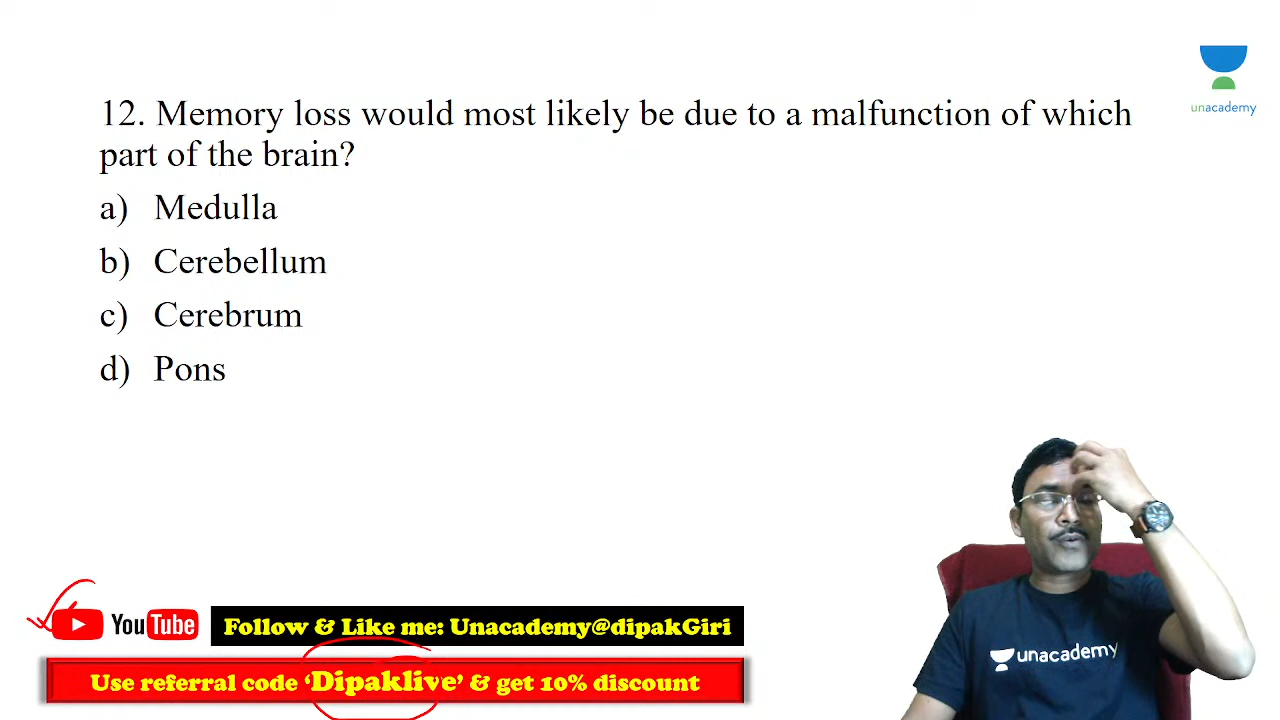 12. Memory loss would most likely be due to a malfunction of which
part of the brain?
a) Medulla
b) Cerebellum
c) Cerebrum
d) Pons
unacademy
unacademy
YouTube
Follow & Like me: Unacademy@dipakGiri
Use referral code ‘Dipaklive’ & get 10% discount